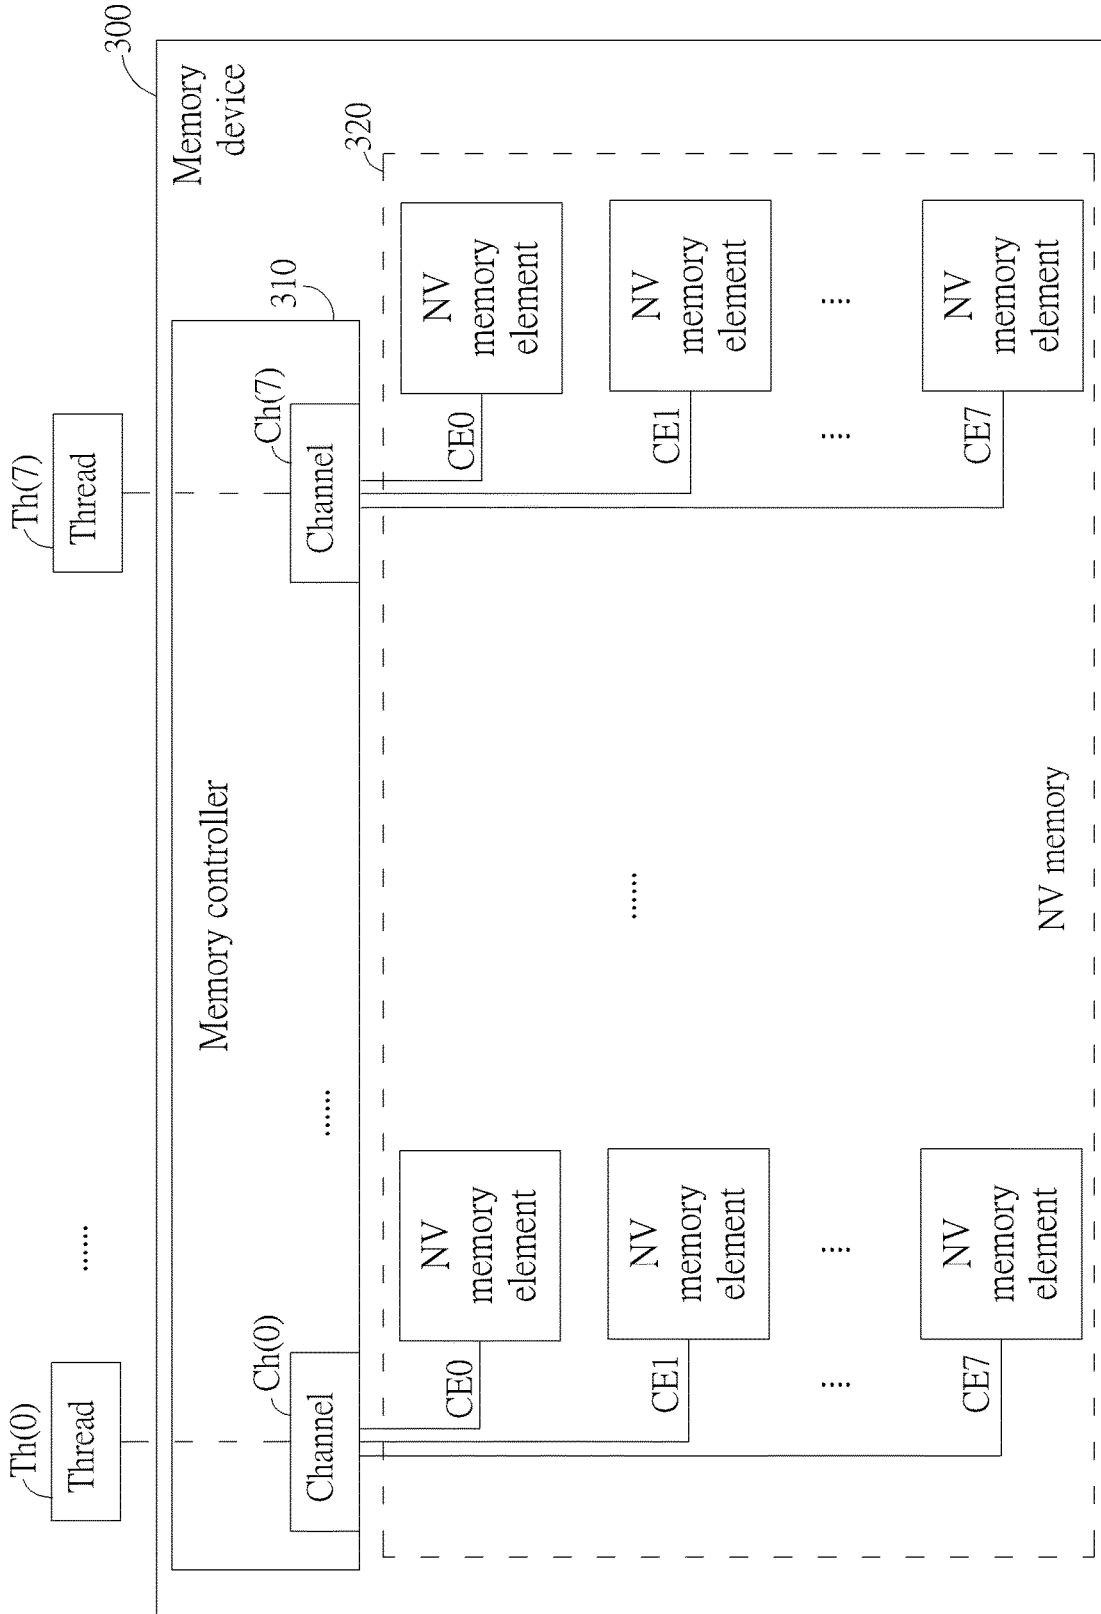 Th(0)
Thread
......
Th(7)
Thread
300
Memory
device
Memory controller
310
Ch(0)
Channel
......
Ch(7)
Channel
320
CE0
NV
memory
element
CE0
NV
memory
element
CE1
NV
memory
element
......
CE1
NV
memory
element
....
....
....
....
CE7
NV
memory
element
CE7
NV
memory
element
NV memory